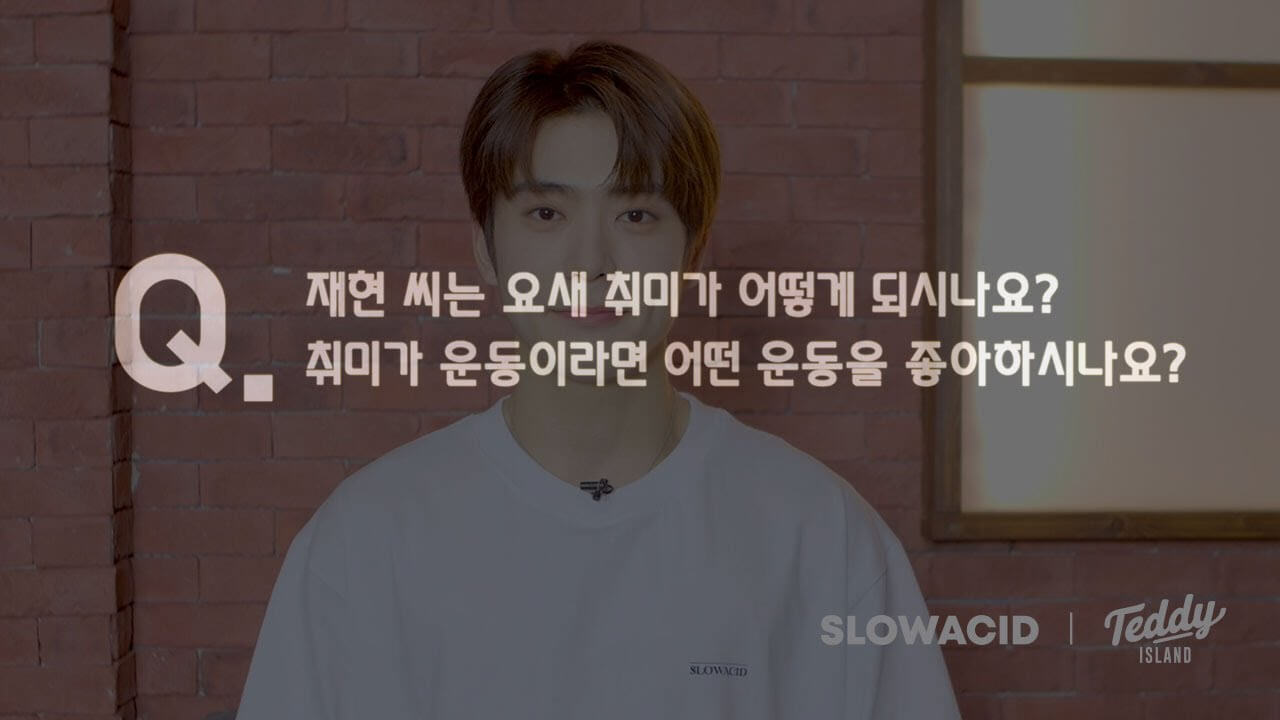 Q. 재현 씨는 요새 취미가 어떻게 되시나요?
취미가 운동이라면 어떤 운동을 좋아하시나요?
SLOWACID | Teddy ISLAND
SLOWACID